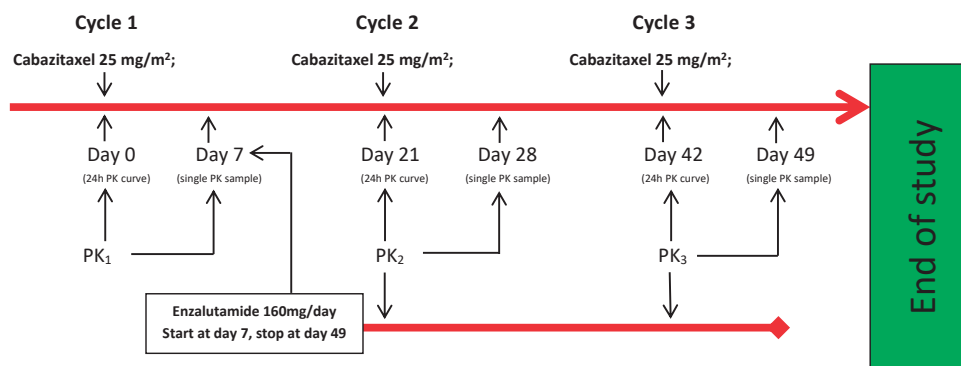 Cycle 1
Cycle 2
Cycle 3
Cabazitaxel 25 mg/m²;
Cabazitaxel 25 mg/m²;
Cabazitaxel 25 mg/m²;
Day 0
(24h PK curve)
Day 7
(single PK sample)
Day 21
(24h PK curve)
Day 28
(single PK sample)
Day 42
(24h PK curve)
Day 49
(single PK sample)
PK₁
PK₂
PK₃
Enzalutamide 160mg/day
Start at day 7, stop at day 49
End of study